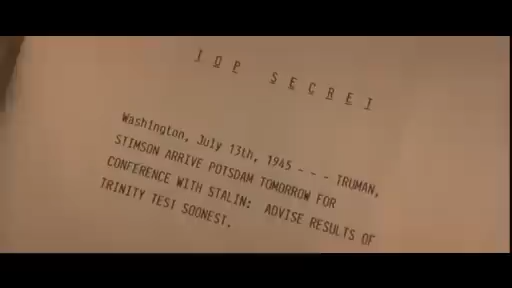 TOP SECRET
Washington, July 13th, 1945 - - - TRUMAN,
STIMSON ARRIVE POTSDAM TOMORROW FOR
CONFERENCE WITH STALIN: ADVISE RESULTS OF
TRINITY TEST SOONEST.